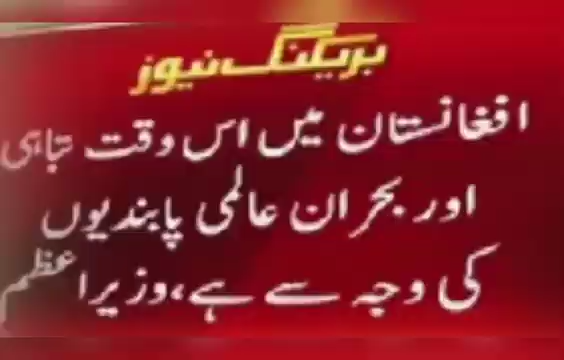 بریکنگ نیوز
افغانستان میں اس وقت تباہی
اور بحران عالمی پابندیوں
کی وجہ سے ہے، وزیراعظم